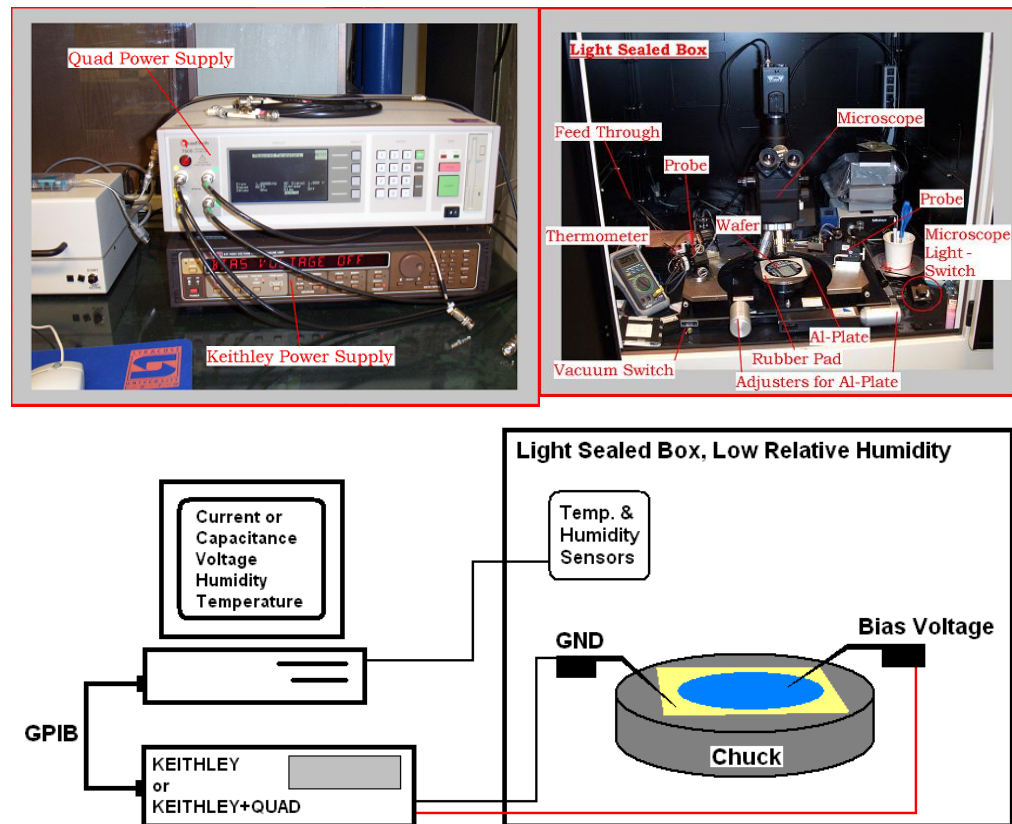 Quad Power Supply
BIAS VOLTAGE OFF
Keithley Power Supply
Light Sealed Box
Feed Through
Microscope
Probe
Probe
Wafer
Thermometer
Microscope
Light -
Switch
Al-Plate
Rubber Pad
Vacuum Switch
Adjusters for Al-Plate
Light Sealed Box, Low Relative Humidity
Current or
Capacitance
Voltage
Humidity
Temperature
Temp. &
Humidity
Sensors
GND
Bias Voltage
GPIB
Chuck
KEITHLEY
or
KEITHLEY+QUAD